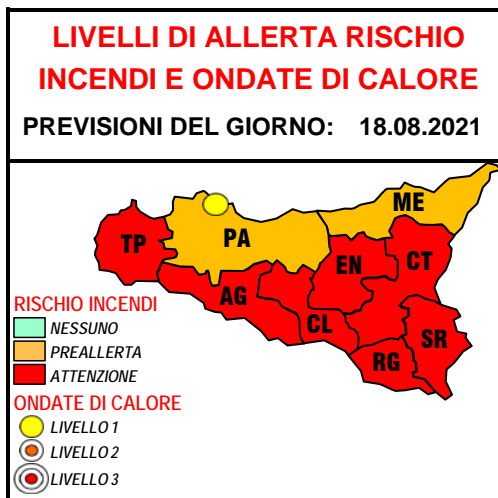 LIVELLI DI ALLERTA RISCHIO
INCENDI E ONDATE DI CALORE
PREVISIONI DEL GIORNO: 18.08.2021
ME
TP
PA
EN
CT
AG
CL
SR
RG
RISCHIO INCENDI
NESSUNO
PREALLERTA
ATTENZIONE
ONDATE DI CALORE
LIVELLO 1
LIVELLO 2
LIVELLO 3